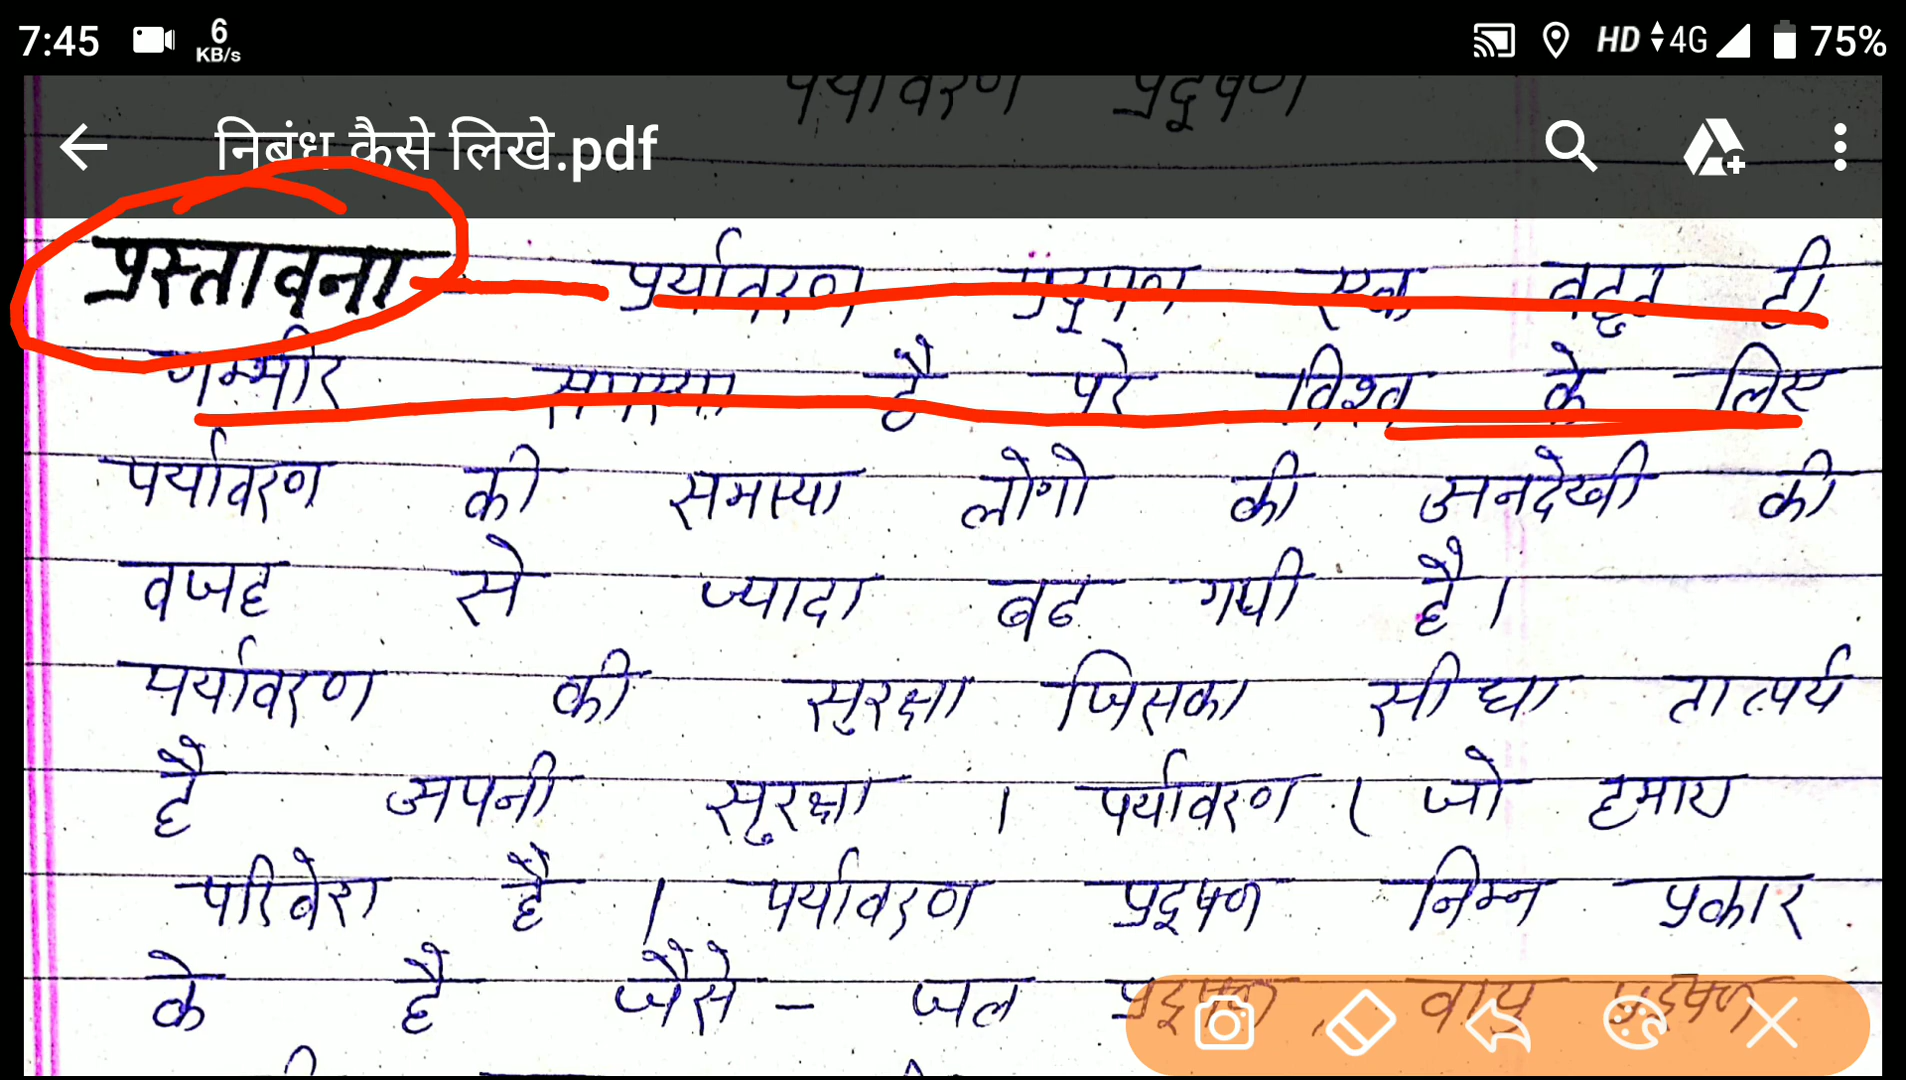 7:45 6 KB/s HD 4G 75%
पर्यावरण प्रदूषण
निबंध कैसे लिखे.pdf
प्रस्तावना - पर्यावरण प्रदूषण एक बहुत ही
गम्भीर समस्या है पुरे विश्व के लिए
पर्यावरण की समस्या लोगो की अनदेखी की
वजह से ज्यादा बढ गयी है।
पर्यावरण की सुरक्षा जिसका सीधा तात्पर्य
है अपनी सुरक्षा । पर्यावरण । जो हमारा
परिवेश है । पर्यावरण प्रदूषण निम्न प्रकार
के है जैसे - जल प्रदूषण , वायु प्रदूषण